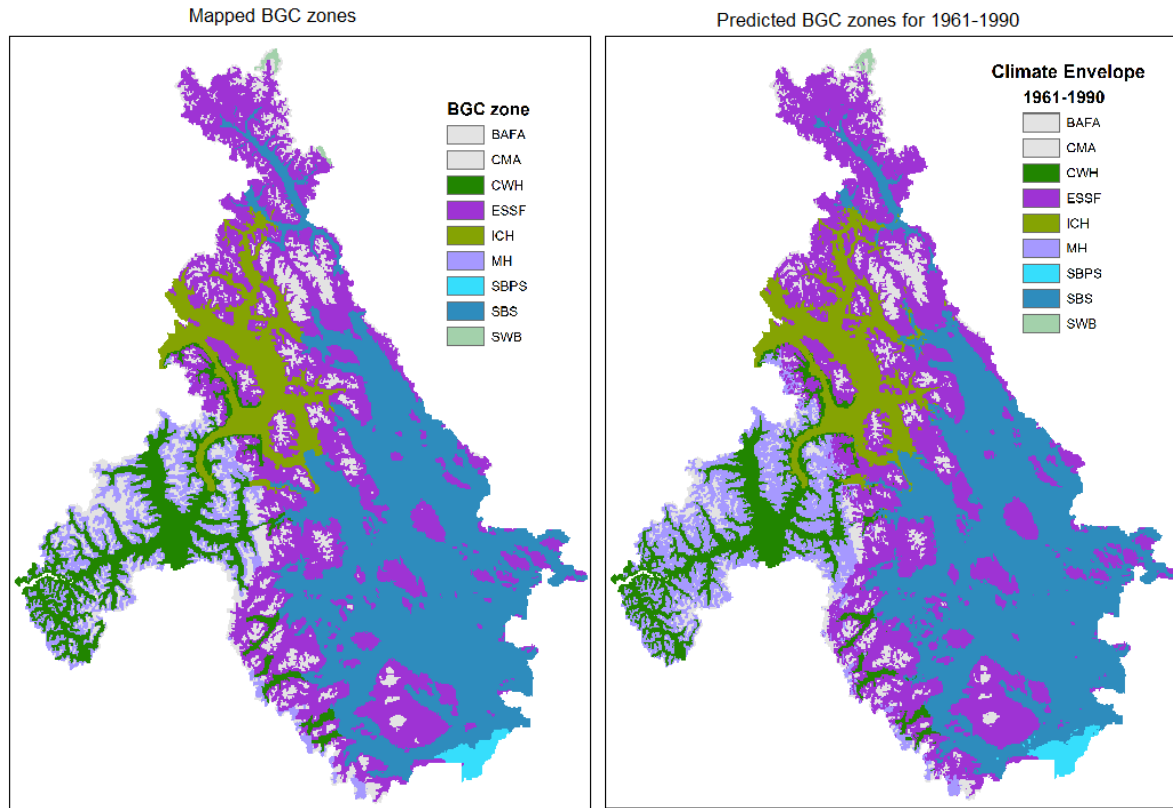 Mapped BGC zones
BGC zone
BAFA
CMA
CWH
ESSF
ICH
MH
SBPS
SBS
SWB
Predicted BGC zones for 1961-1990
Climate Envelope
1961-1990
BAFA
CMA
CWH
ESSF
ICH
MH
SBPS
SBS
SWB